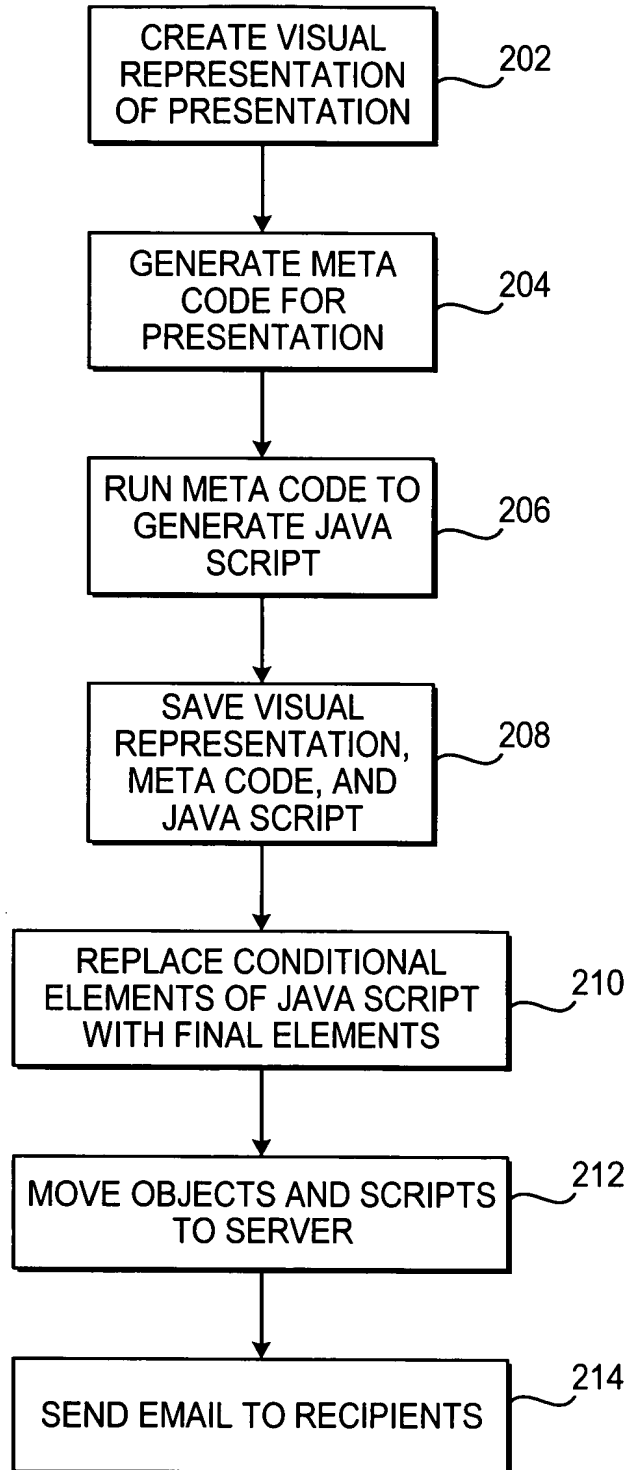 CREATE VISUAL
REPRESENTATION
OF PRESENTATION
202
GENERATE META
CODE FOR
PRESENTATION
204
RUN META CODE TO
GENERATE JAVA
SCRIPT
206
SAVE VISUAL
REPRESENTATION,
META CODE, AND
JAVA SCRIPT
208
REPLACE CONDITIONAL
ELEMENTS OF JAVA SCRIPT
WITH FINAL ELEMENTS
210
MOVE OBJECTS AND SCRIPTS
TO SERVER
212
SEND EMAIL TO RECIPIENTS
214